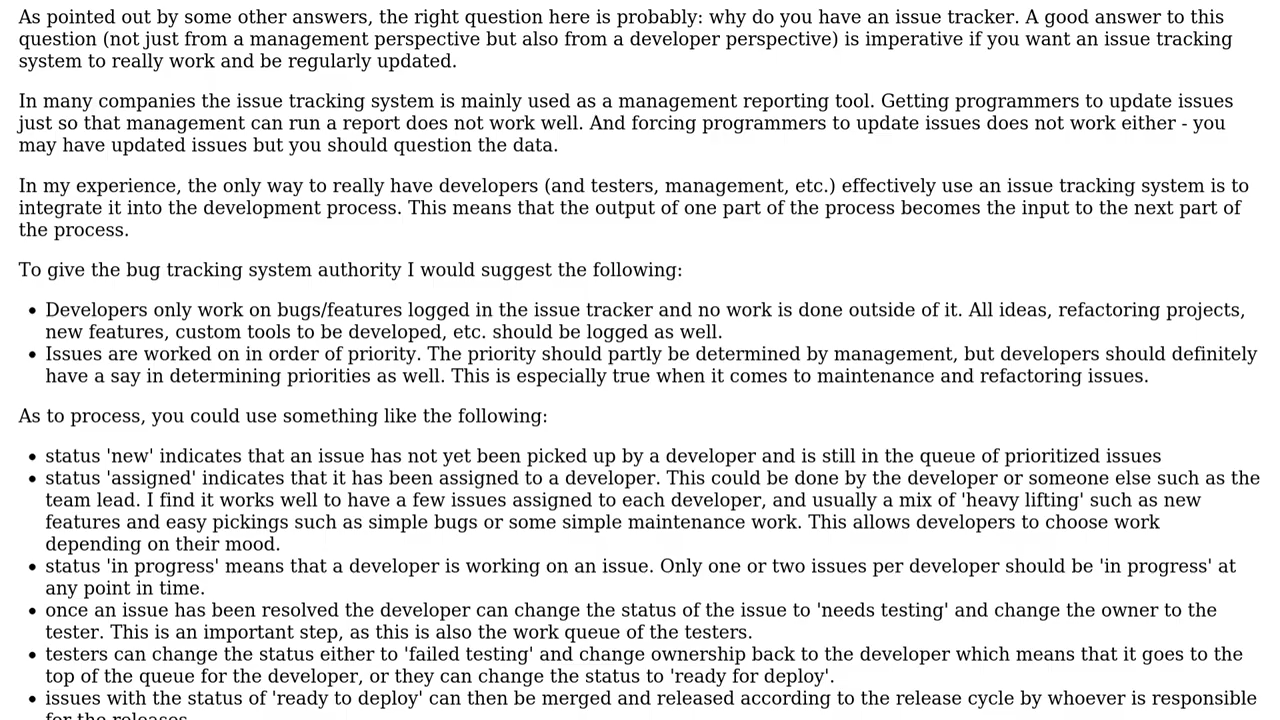 As pointed out by some other answers, the right question here is probably: why do you have an issue tracker. A good answer to this
question (not just from a management perspective but also from a developer perspective) is imperative if you want an issue tracking
system to really work and be regularly updated.
In many companies the issue tracking system is mainly used as a management reporting tool. Getting programmers to update issues
just so that management can run a report does not work well. And forcing programmers to update issues does not work either - you
may have updated issues but you should question the data.
In my experience, the only way to really have developers (and testers, management, etc.) effectively use an issue tracking system is to
integrate it into the development process. This means that the output of one part of the process becomes the input to the next part of
the process.
To give the bug tracking system authority I would suggest the following:
• Developers only work on bugs/features logged in the issue tracker and no work is done outside of it. All ideas, refactoring projects,
new features, custom tools to be developed, etc. should be logged as well.
• Issues are worked on in order of priority. The priority should partly be determined by management, but developers should definitely
have a say in determining priorities as well. This is especially true when it comes to maintenance and refactoring issues.
As to process, you could use something like the following:
• status 'new' indicates that an issue has not yet been picked up by a developer and is still in the queue of prioritized issues
• status 'assigned' indicates that it has been assigned to a developer. This could be done by the developer or someone else such as the
team lead. I find it works well to have a few issues assigned to each developer, and usually a mix of 'heavy lifting' such as new
features and easy pickings such as simple bugs or some simple maintenance work. This allows developers to choose work
depending on their mood.
• status 'in progress' means that a developer is working on an issue. Only one or two issues per developer should be 'in progress' at
any point in time.
• once an issue has been resolved the developer can change the status of the issue to 'needs testing' and change the owner to the
tester. This is an important step, as this is also the work queue of the testers.
• testers can change the status either to 'failed testing' and change ownership back to the developer which means that it goes to the
top of the queue for the developer, or they can change the status to 'ready for deploy'.
• issues with the status of 'ready to deploy' can then be merged and released according to the release cycle by whoever is responsible
for the releases.